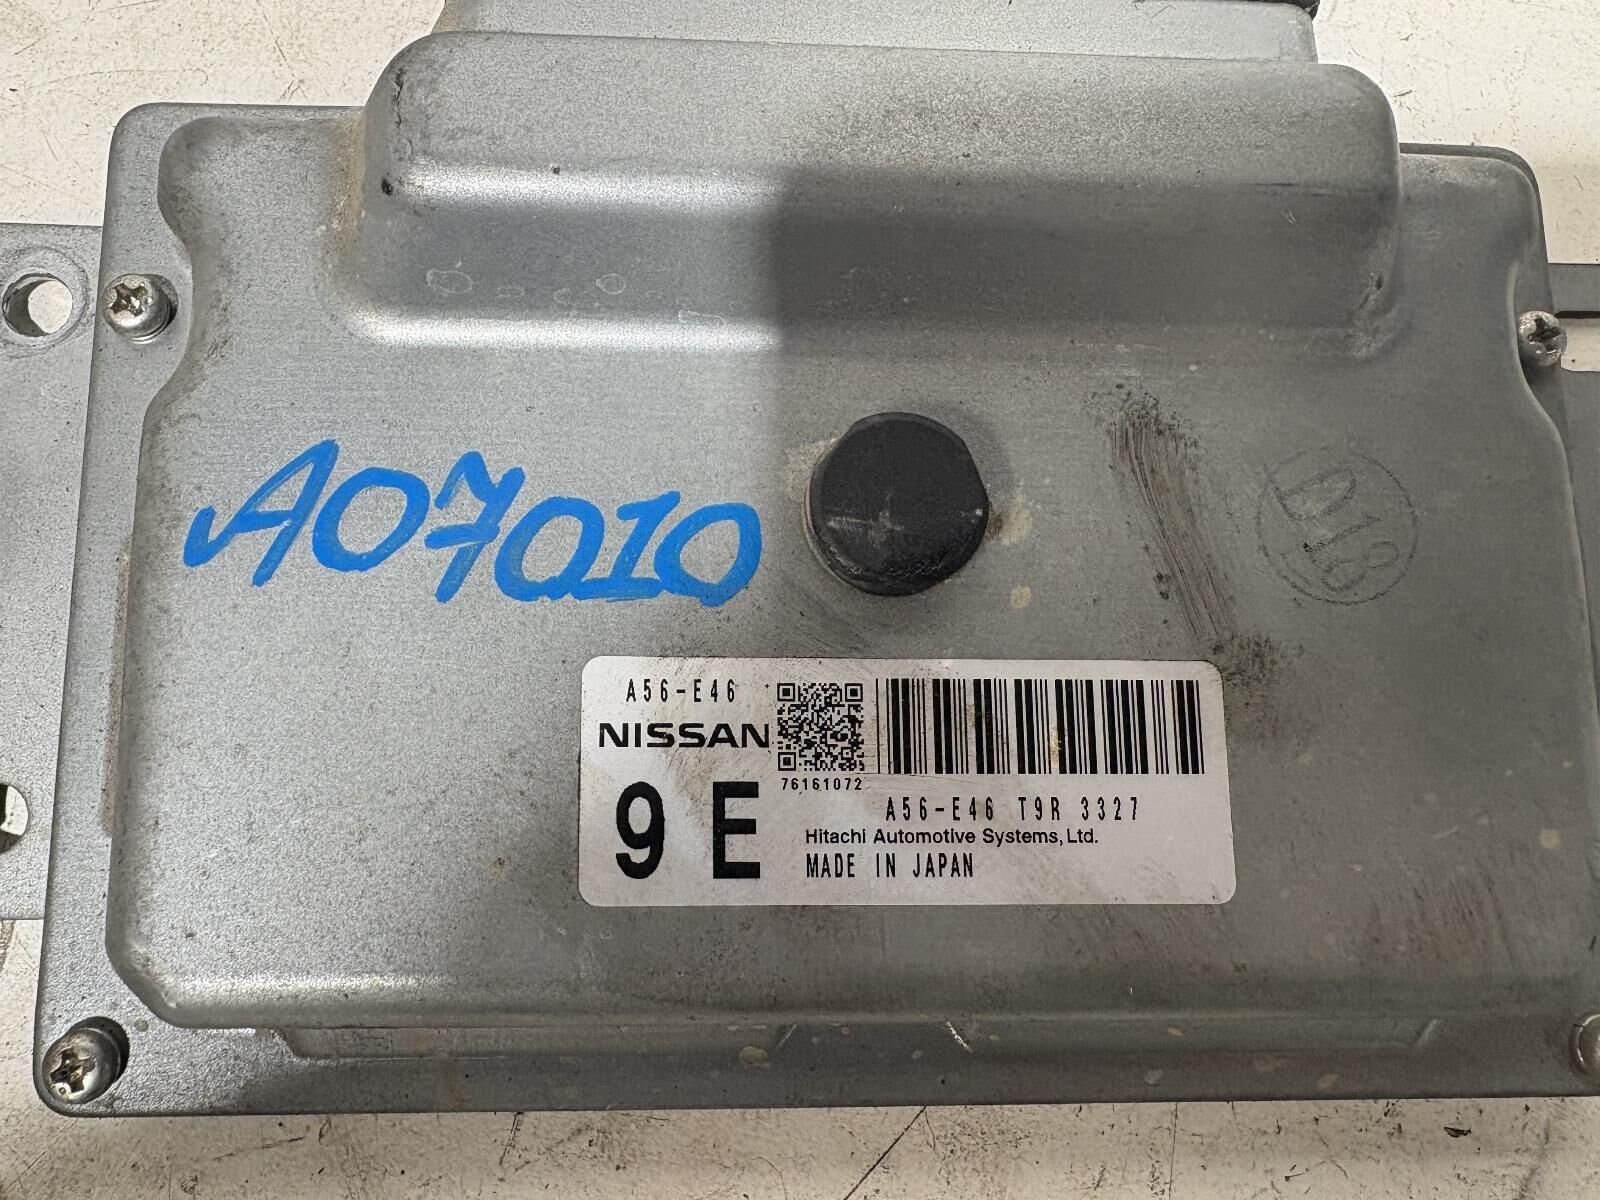 A07010
D18
A56-E46
NISSAN
76161072
9 E
A56-E46 T9R 3327
Hitachi Automotive Systems, Ltd.
MADE IN JAPAN